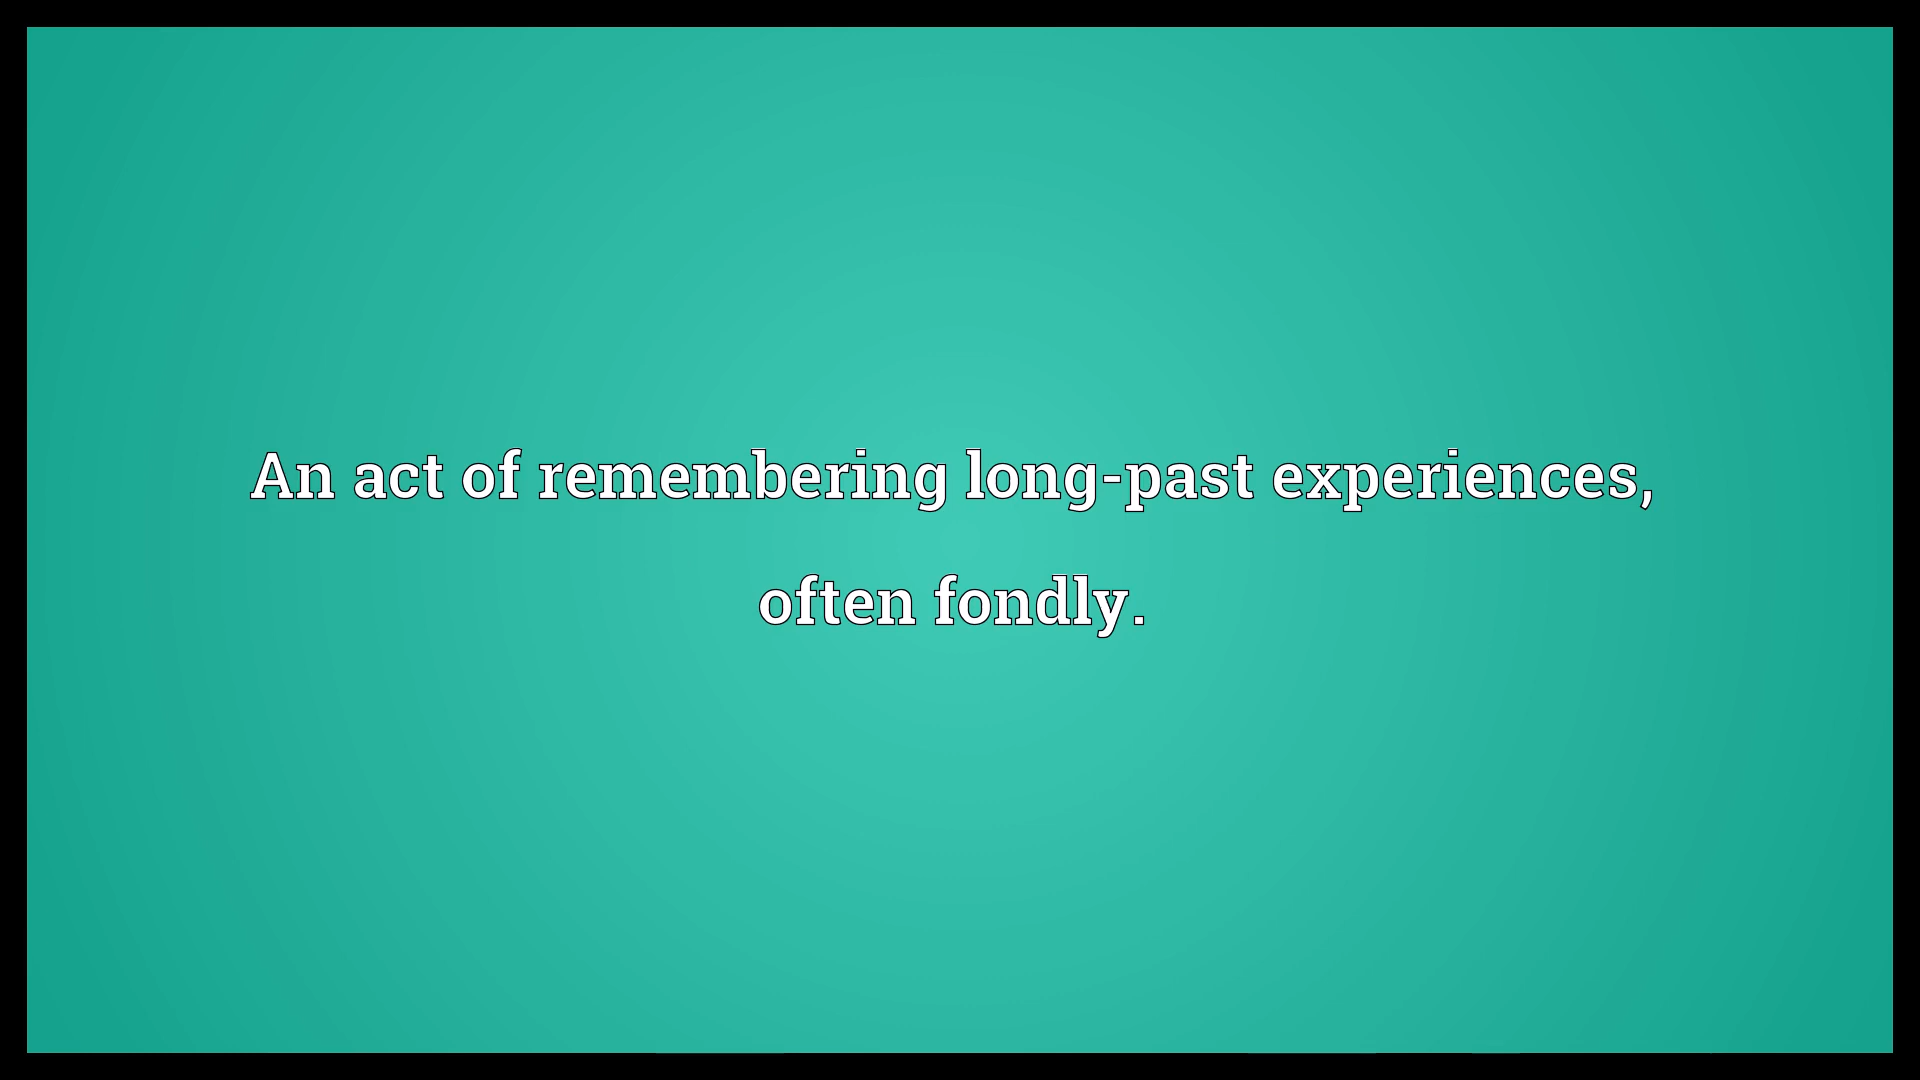 An act of remembering long-past experiences,
often fondly.